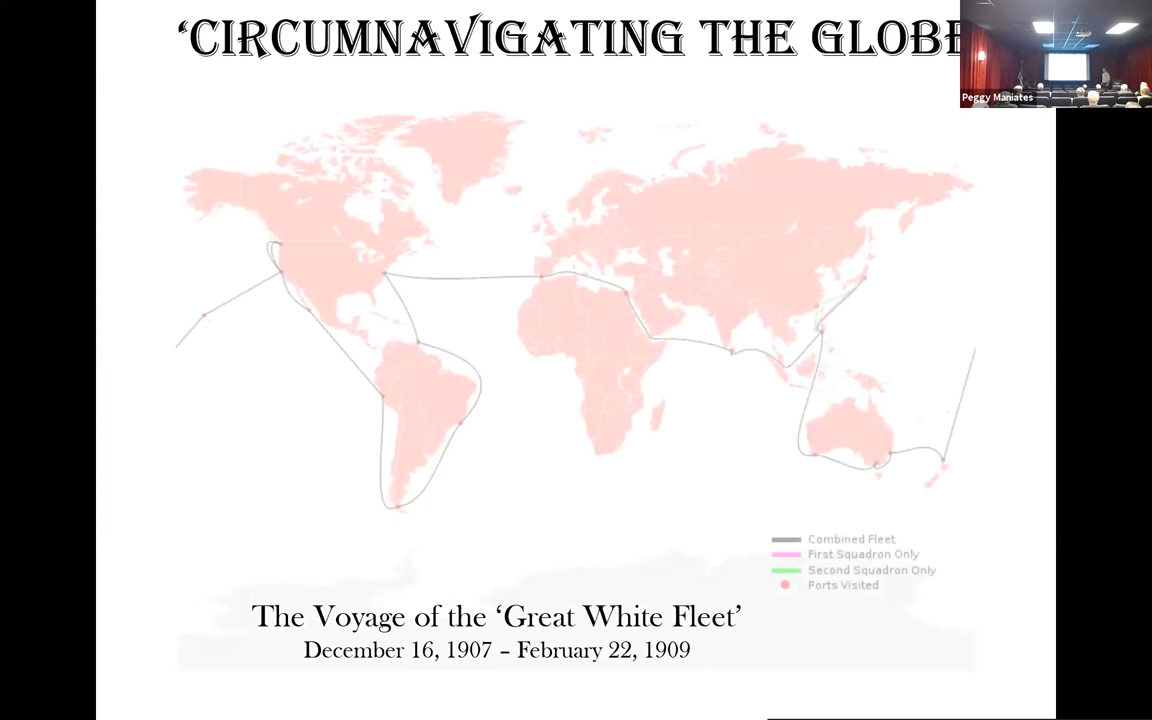 ‘CIRCUMNAVIGATING THE GLOBE
Peggy Maniates
Combined Fleet
First Squadron Only
Second Squadron Only
Ports Visited
The Voyage of the ‘Great White Fleet’
December 16, 1907 – February 22, 1909